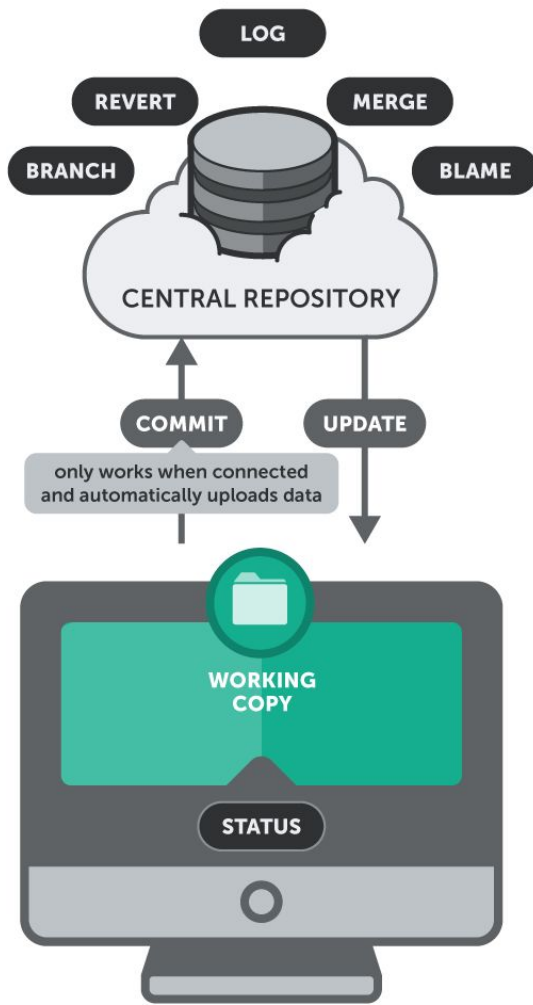 LOG
REVERT
MERGE
BRANCH
BLAME
CENTRAL REPOSITORY
COMMIT
UPDATE
only works when connected
and automatically uploads data
WORKING
COPY
STATUS